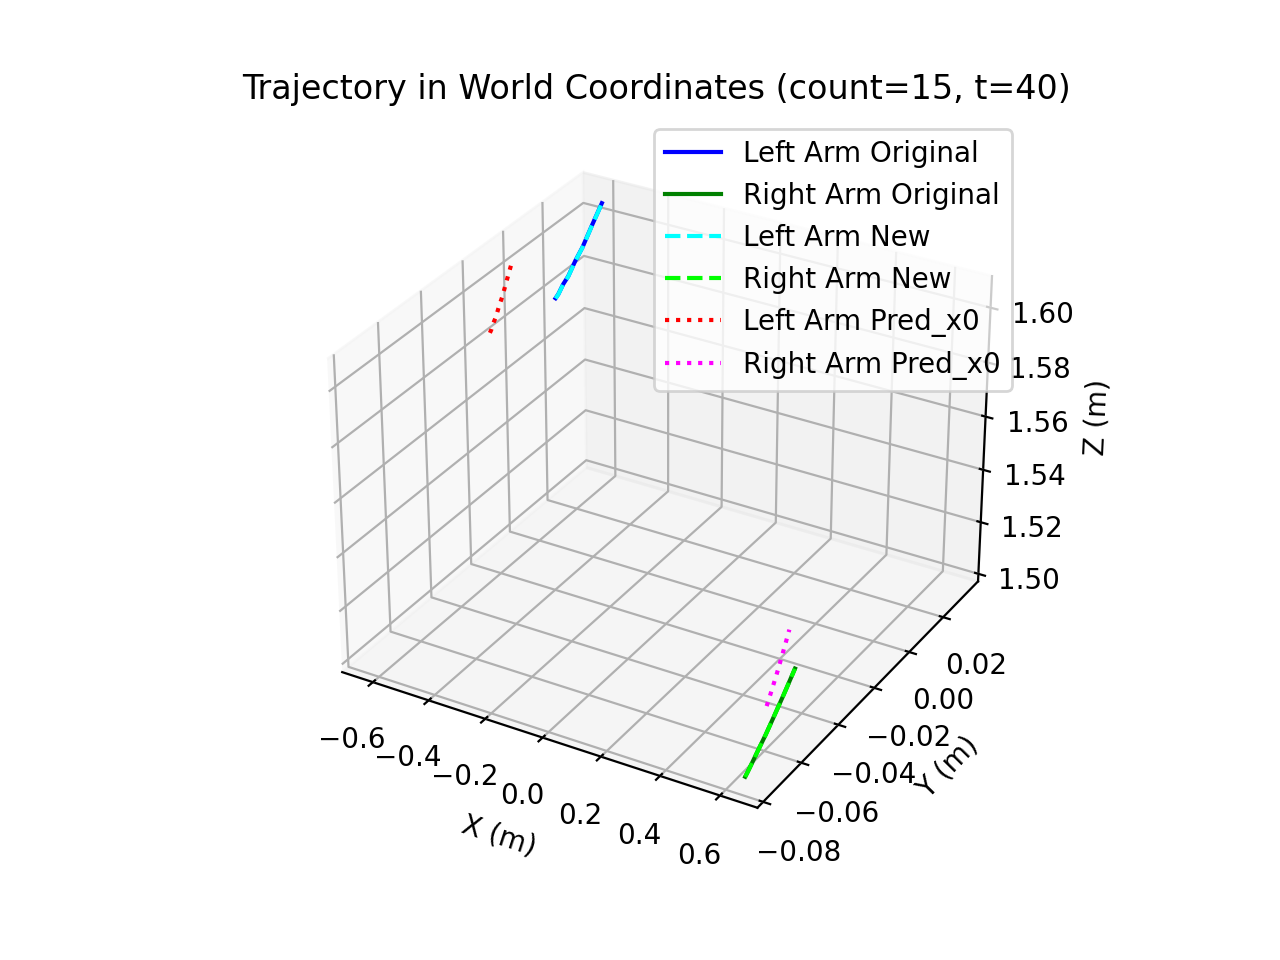 Trajectory in World Coordinates (count=15, t=40)
Left Arm Original
Right Arm Original
Left Arm New
Right Arm New
Left Arm Pred_x0
Right Arm Pred_x0
1.60
1.58
1.56
1.54
1.52
1.50
Z (m)
0.02
0.00
−0.02
−0.04
−0.06
−0.08
Y (m)
−0.6
−0.4
−0.2
0.0
0.2
0.4
0.6
X (m)